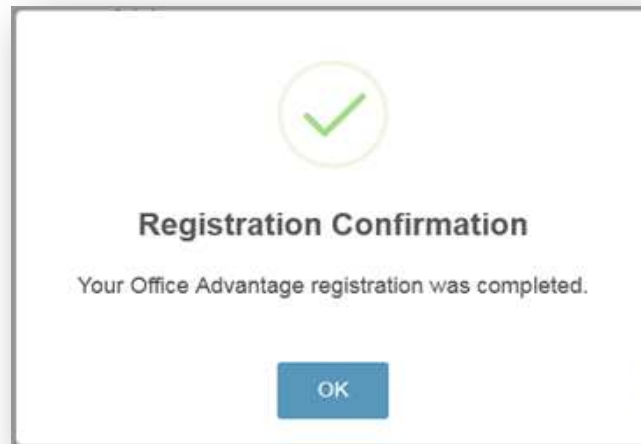 Registration Confirmation
Your Office Advantage registration was completed.
OK